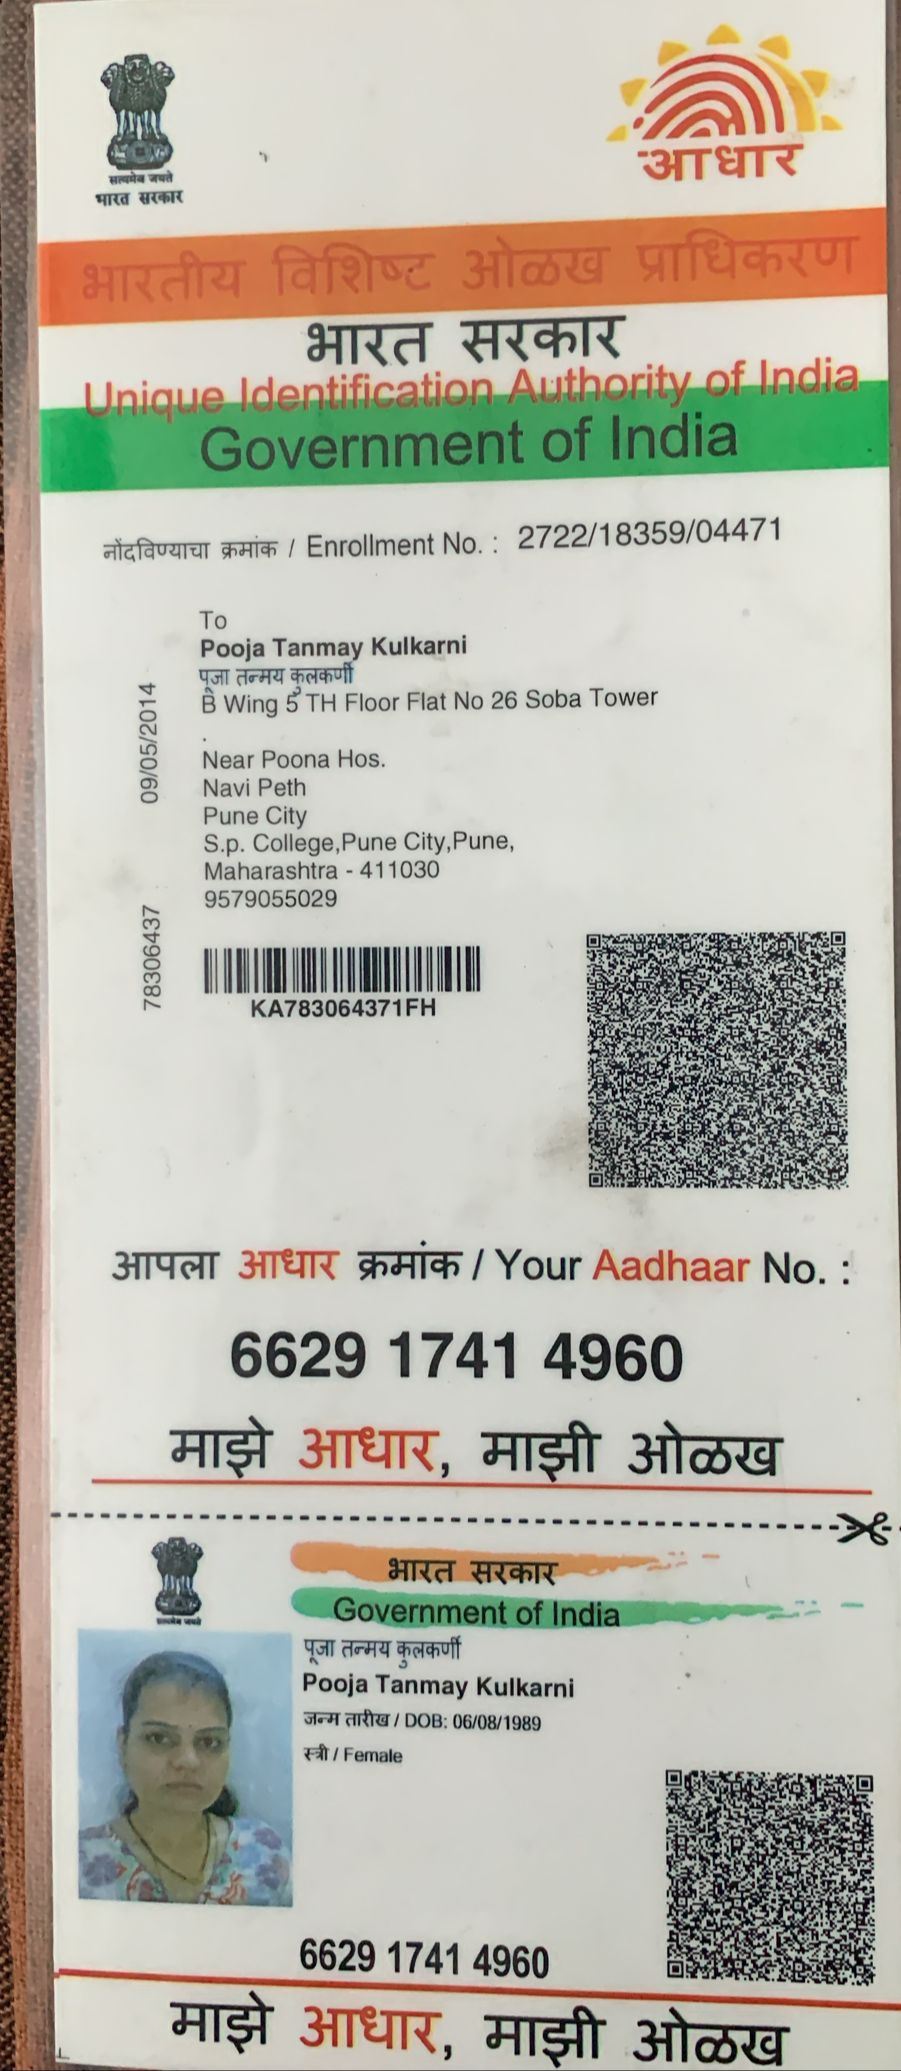 सत्यमेव जयते
भारत सरकार
आधार
भारतीय विशिष्ट ओळख प्राधिकरण
भारत सरकार
Unique Identification Authority of India
Government of India
नोंदविण्याचा क्रमांक / Enrollment No. : 2722/18359/04471
To
Pooja Tanmay Kulkarni
पूजा तन्मय कुलकर्णी
B Wing 5 TH Floor Flat No 26 Soba Tower
.
Near Poona Hos.
Navi Peth
Pune City
S.p. College,Pune City,Pune,
Maharashtra - 411030
9579055029
09/05/2014
78306437
KA783064371FH
आपला आधार क्रमांक / Your Aadhaar No. :
6629 1741 4960
माझे आधार, माझी ओळख
सत्यमेव जयते
भारत सरकार
Government of India
पूजा तन्मय कुलकर्णी
Pooja Tanmay Kulkarni
जन्म तारीख / DOB: 06/08/1989
स्त्री / Female
6629 1741 4960
माझे आधार, माझी ओळख